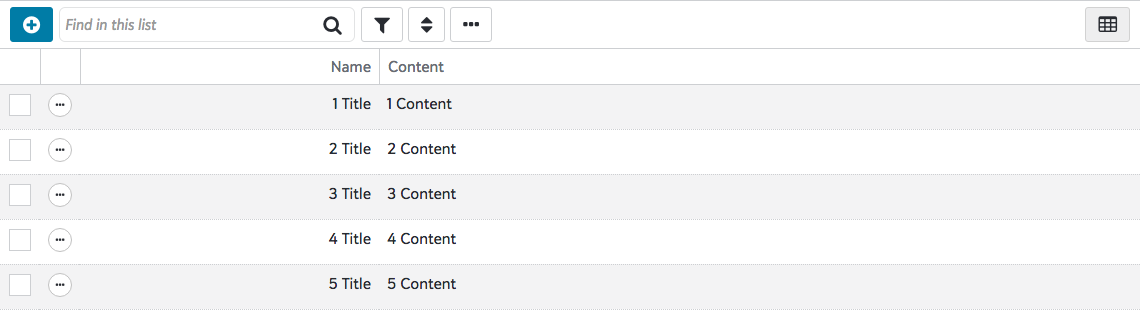 Find in this list
Name Content
1 Title 1 Content
2 Title 2 Content
3 Title 3 Content
4 Title 4 Content
5 Title 5 Content